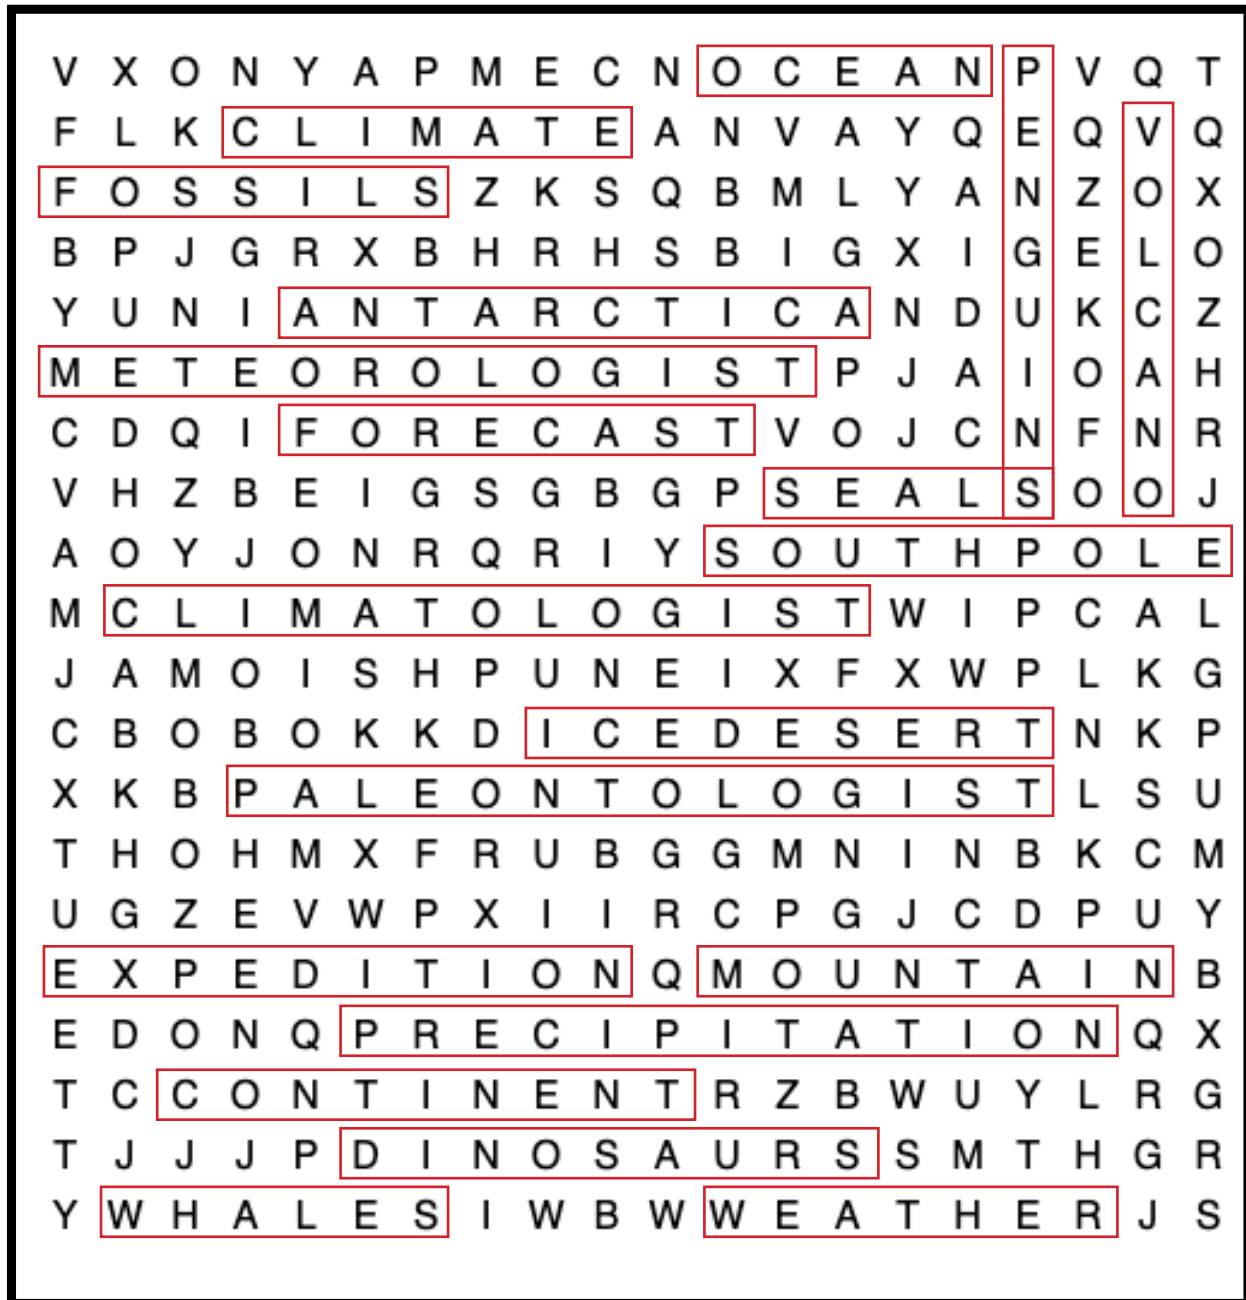 V X O N Y A P M E C N O C E A N P V Q T
F L K C L I M A T E A N V A Y Q E Q V Q
F O S S I L S Z K S Q B M L Y A N Z O X
B P J G R X B H R H S B I G X I G E L O
Y U N I A N T A R C T I C A N D U K C Z
M E T E O R O L O G I S T P J A I O A H
C D Q I F O R E C A S T V O J C N F N R
V H Z B E I G S G B G P S E A L S O O J
A O Y J O N R Q R I Y S O U T H P O L E
M C L I M A T O L O G I S T W I P C A L
J A M O I S H P U N E I X F X W P L K G
C B O B O K K D I C E D E S E R T N K P
X K B P A L E O N T O L O G I S T L S U
T H O H M X F R U B G G M N I N B K C M
U G Z E V W P X I I R C P G J C D P U Y
E X P E D I T I O N Q M O U N T A I N B
E D O N Q P R E C I P I T A T I O N Q X
T C C O N T I N E N T R Z B W U Y L R G
T J J J P D I N O S A U R S S M T H G R
Y W H A L E S I W B W W E A T H E R J S